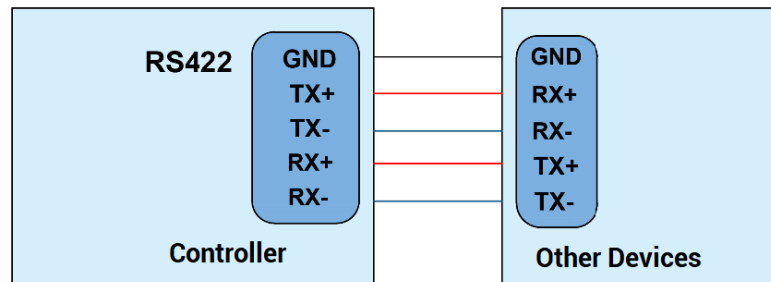 RS422
GND
TX+
TX-
RX+
RX-
Controller
GND
RX+
RX-
TX+
TX-
Other Devices